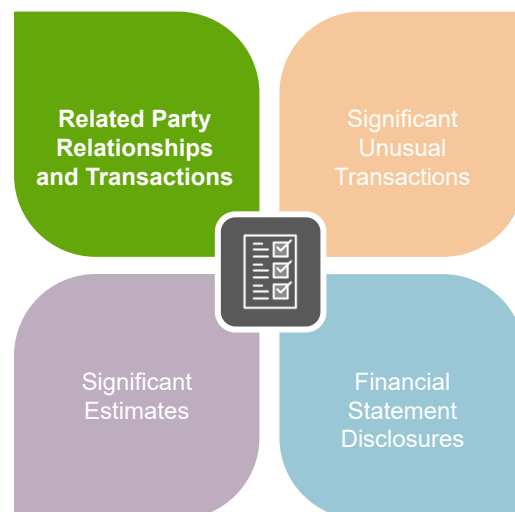 Related Party
Relationships
and Transactions
Significant
Unusual
Transactions
Significant
Estimates
Financial
Statement
Disclosures